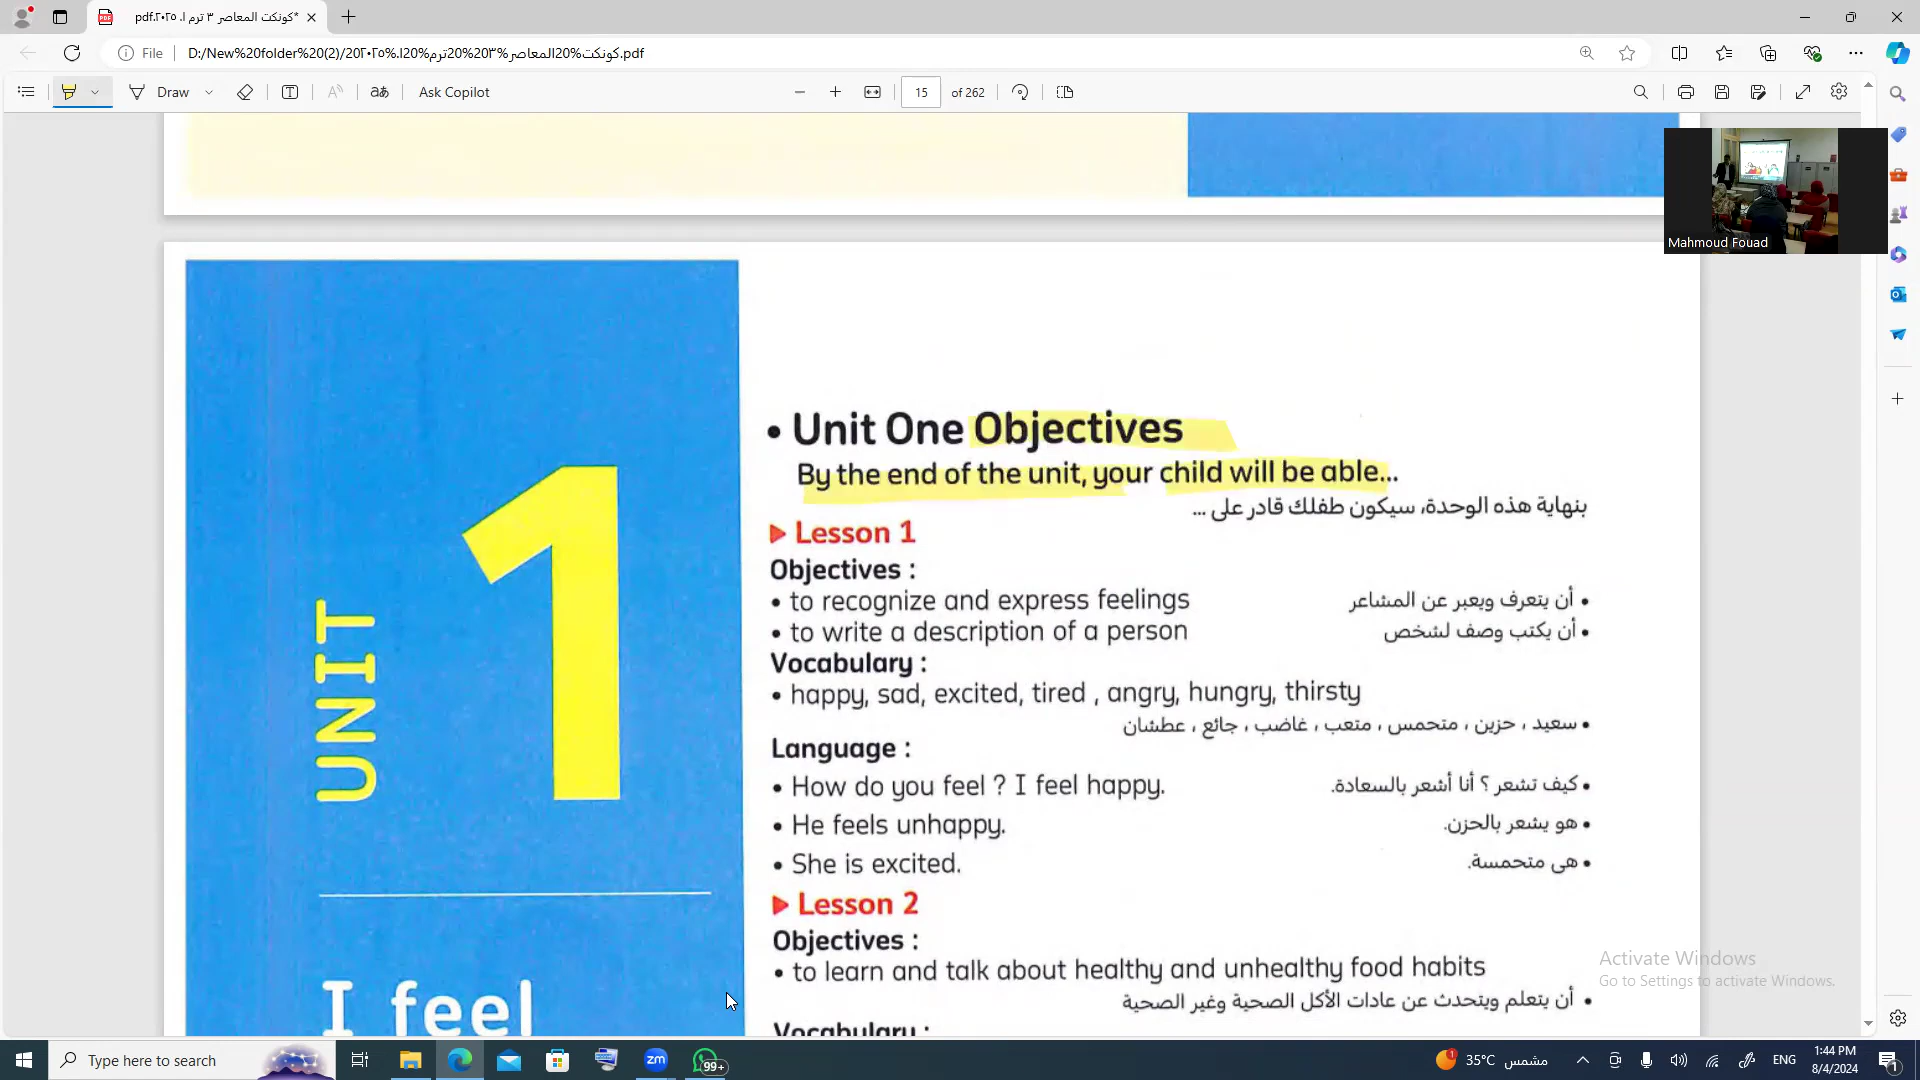 كونكت المعاصر ٣ ترم ا. ٢٠٢٥.pdf*
File
D:/New%20folder%20(2)/كونكت%20المعاصر%20٣%20ترم%20ا.%20٢٠٢٥.pdf
Draw
Ask Copilot
15 of 262
Mahmoud Fouad
• Unit One Objectives
By the end of the unit, your child will be able...
بنهاية هذه الوحدة، سيكون طفلك قادر على ...
Lesson 1
Objectives :
• to recognize and express feelings
• أن يتعرف ويعبر عن المشاعر
• to write a description of a person
• أن يكتب وصف لشخص
Vocabulary :
• happy, sad, excited, tired , angry, hungry, thirsty
• سعيد ، حزين ، متحمس ، متعب ، غاضب ، جائع ، عطشان
Language :
• How do you feel ? I feel happy.
• كيف تشعر ؟ أنا أشعر بالسعادة.
• He feels unhappy.
• هو يشعر بالحزن.
• She is excited.
• هى متحمسة.
Lesson 2
Objectives :
• to learn and talk about healthy and unhealthy food habits
• أن يتعلم ويتحدث عن عادات الأكل الصحية وغير الصحية
Vocabulary :
UNIT
1
I feel
Activate Windows
Go to Settings to activate Windows.
Type here to search
zm
99+
35°C مشمس
ENG
1:44 PM
8/4/2024